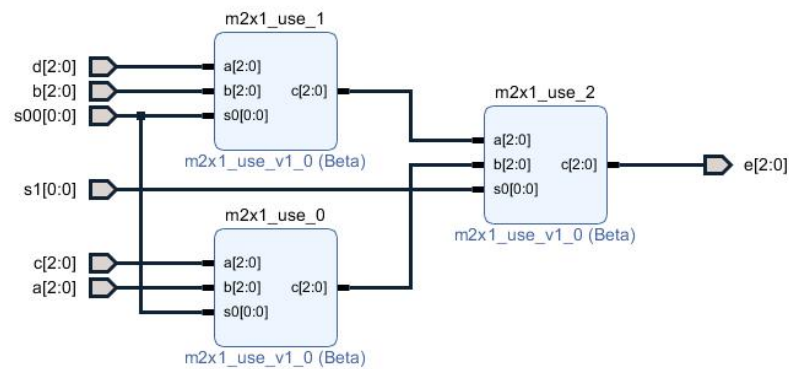 m2x1_use_1
d[2:0]
b[2:0]
s00[0:0]
a[2:0]
b[2:0]
s0[0:0]
c[2:0]
m2x1_use_v1_0 (Beta)
m2x1_use_2
a[2:0]
b[2:0]
s0[0:0]
c[2:0]
m2x1_use_v1_0 (Beta)
e[2:0]
s1[0:0]
m2x1_use_0
c[2:0]
a[2:0]
a[2:0]
b[2:0]
s0[0:0]
c[2:0]
m2x1_use_v1_0 (Beta)